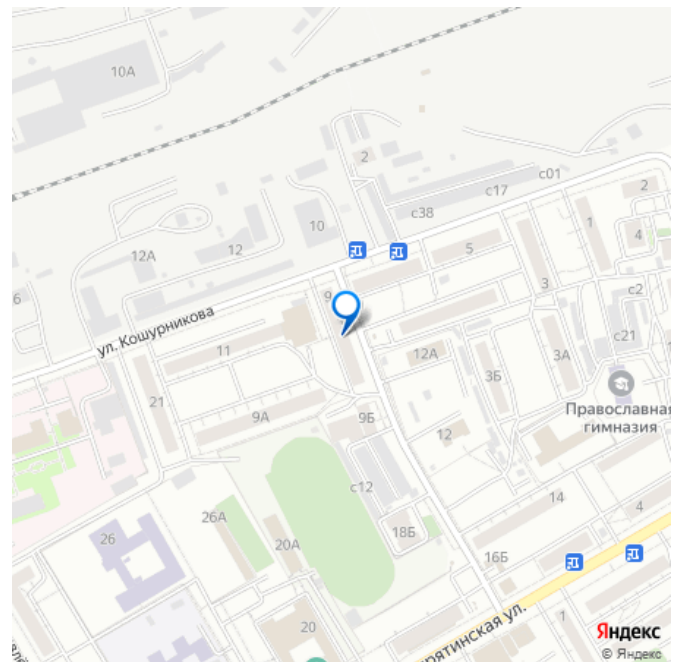 10А
2
с01
с17
2
с38
10
1
4
12А
12
5
3
с2
6
9
ул. Кошурникова
с21
11
12А
3А
3Б
21
Православная
гимназия
9А
9Б
12
с12
14
4
26А
18Б
26
20А
16Б
20
1
Яндекс
© Яндекс